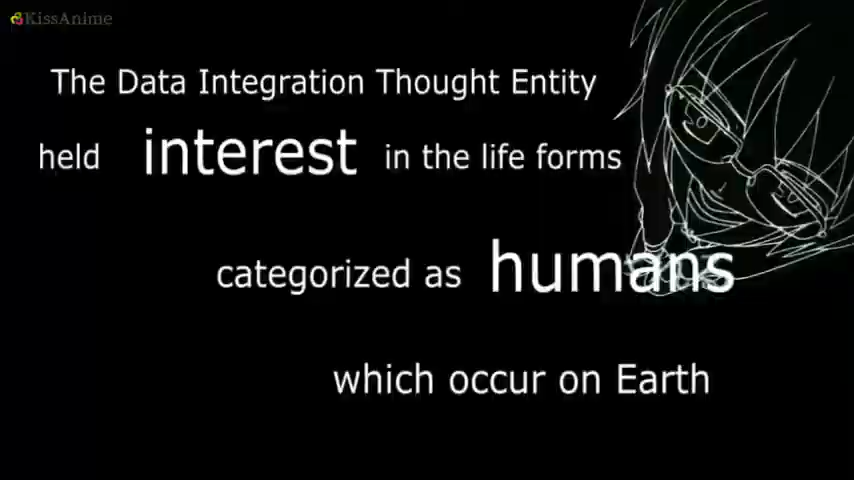 KissAnime
The Data Integration Thought Entity
held interest in the life forms
categorized as humans
which occur on Earth